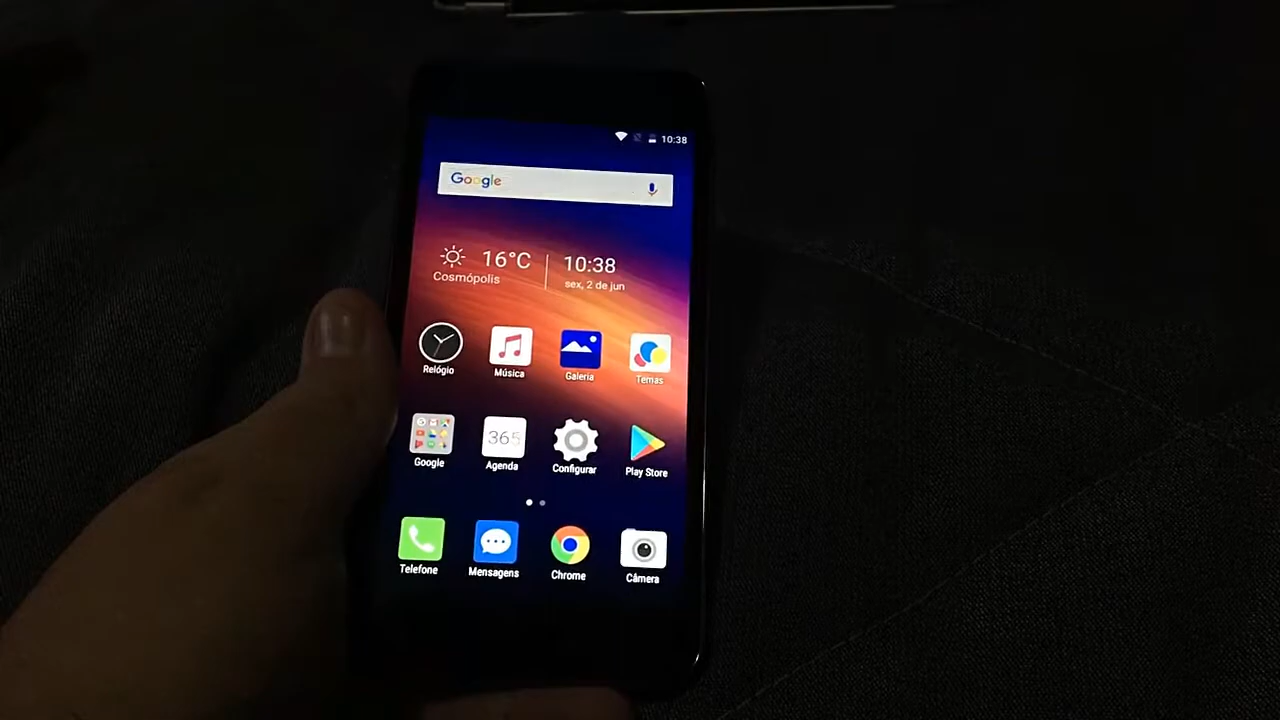 10:38
Google
16°C
Cosmópolis
10:38
sex, 2 de jun
Relógio
Música
Galeria
Temas
Google
365
Agenda
Configurar
Play Store
Telefone
Mensagens
Chrome
Câmera